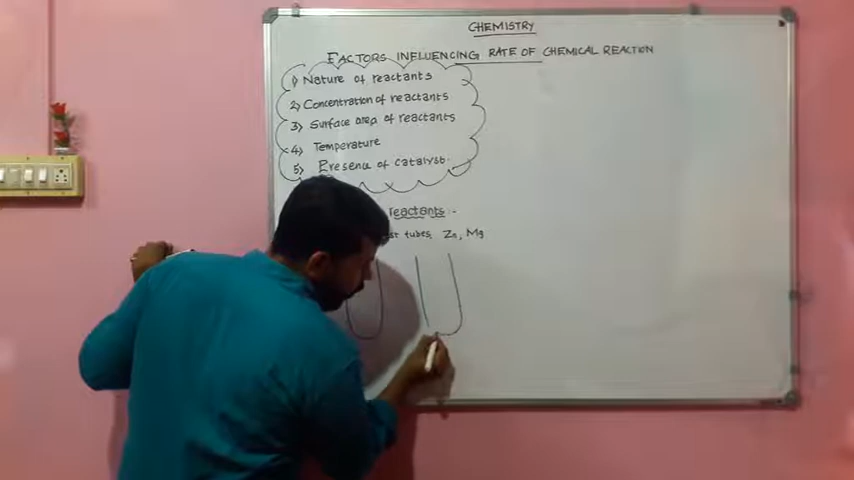 CHEMISTRY
FACTORS INFLUENCING RATE OF CHEMICAL REACTION
1) Nature of reactants
2) Concentration of reactants
3) Surface area of reactants
4) Temperature
5) Presence of catalyst.
reactants :-
tubes, Zn, Mg